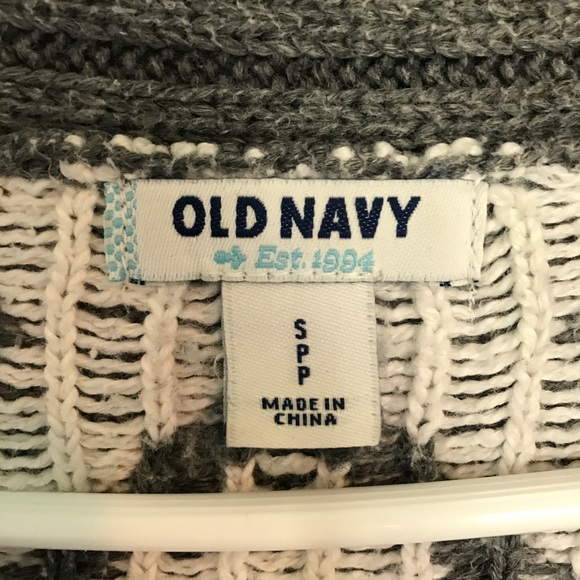 OLD NAVY
Est. 1994
S
P
P
MADE IN
CHINA